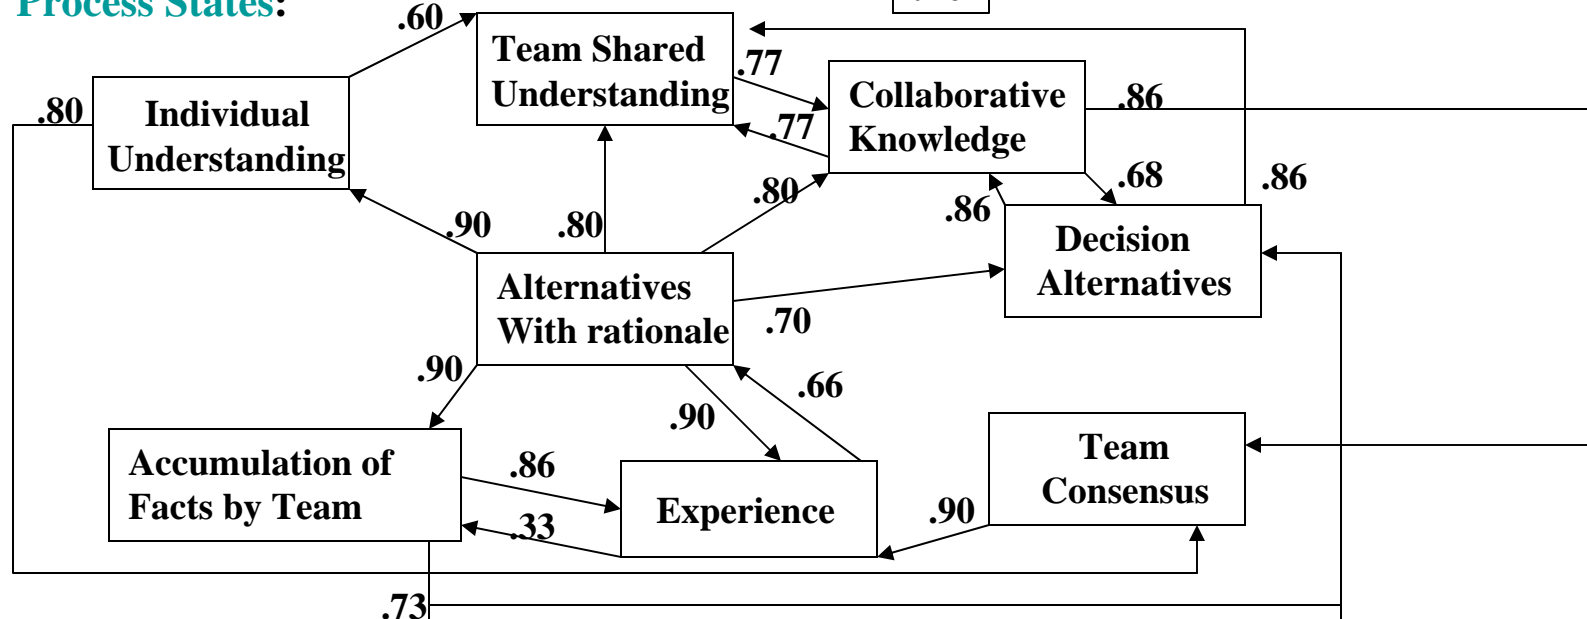 Process States:
.60
Team Shared
Understanding
.77
Collaborative
Knowledge
.86
.80
Individual
Understanding
.77
.68
.86
.80
.86
.90
.80
Decision
Alternatives
Alternatives
With rationale
.70
.90
.66
.90
Accumulation of
Facts by Team
.86
Experience
.33
Team
Consensus
.90
.73